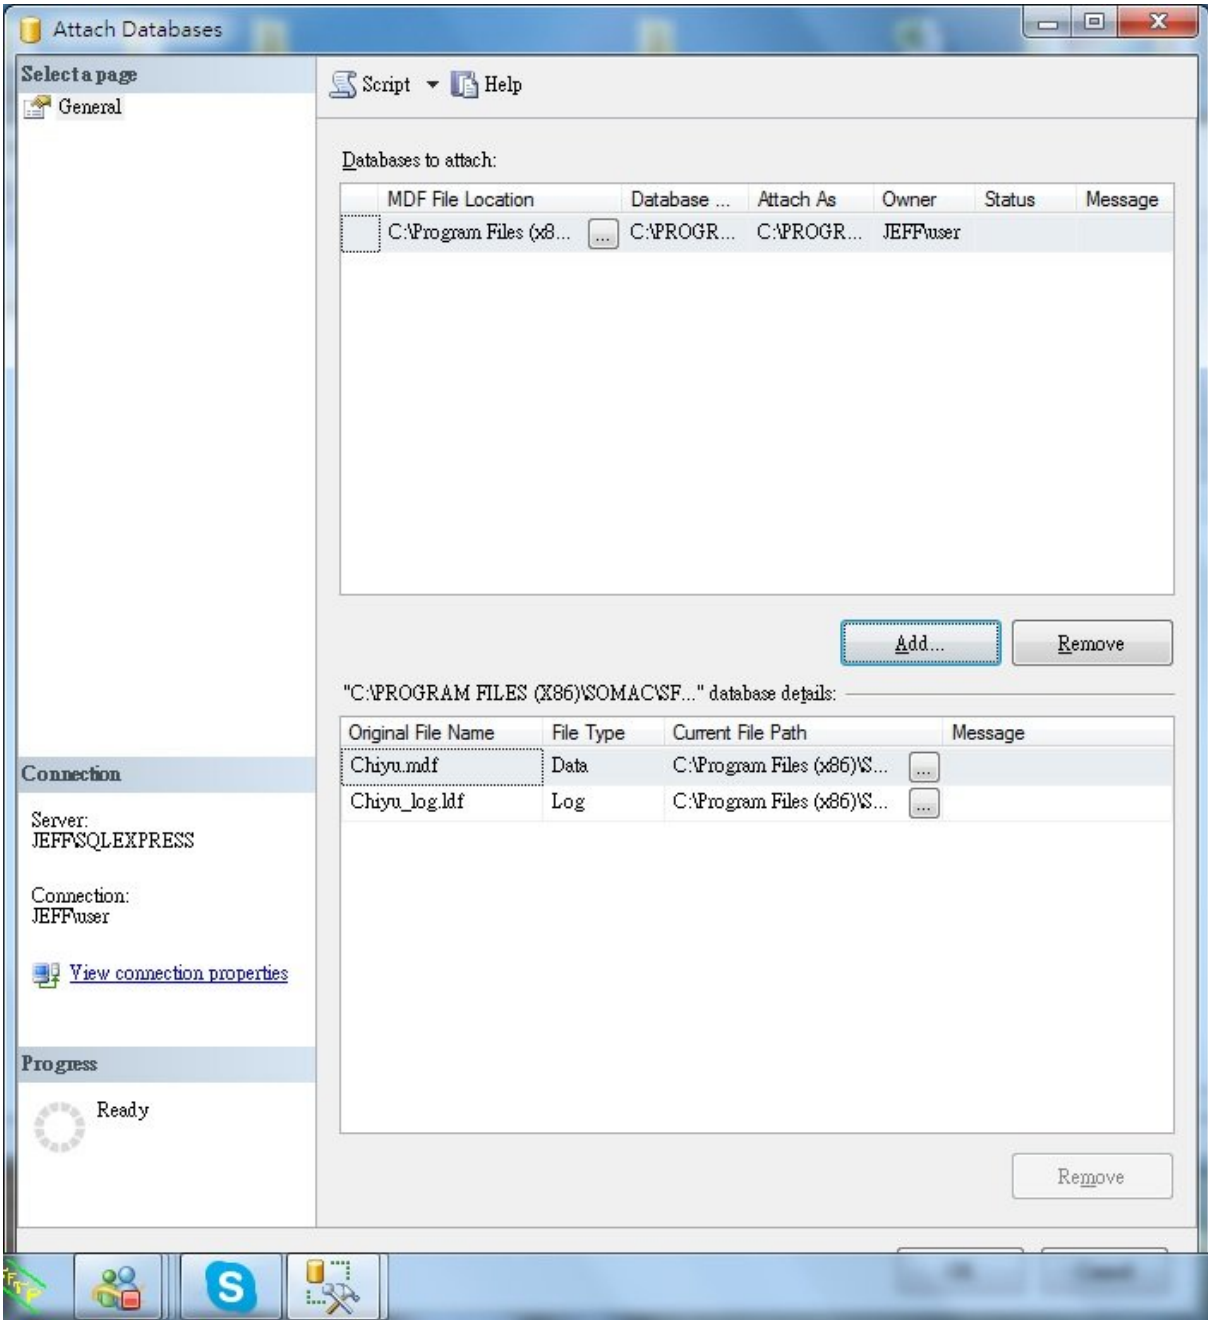 Attach Databases
Select a page
General
Script
Help
Databases to attach:
MDF File Location Database ... Attach As Owner Status Message
C:\Program Files (x8... ... C:\PROGR... C:\PROGR... JEFF\user
Add...
Remove
"C:\PROGRAM FILES (X86)\SOMAC\SF..." database details:
Original File Name File Type Current File Path Message
Chiyu.mdf Data C:\Program Files (x86)\S... ...
Chiyu_log.ldf Log C:\Program Files (x86)\S... ...
Connection
Server:
JEFF\SQLEXPRESS
Connection:
JEFF\user
View connection properties
Progress
Ready
Remove
S